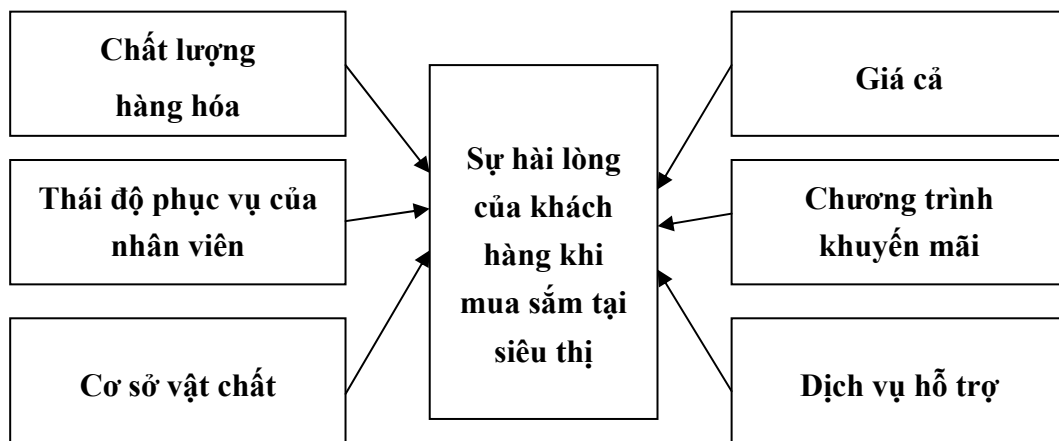 Chất lượng
hàng hóa
Thái độ phục vụ của
nhân viên
Cơ sở vật chất
Sự hài lòng
của khách
hàng khi
mua sắm tại
siêu thị
Giá cả
Chương trình
khuyến mãi
Dịch vụ hỗ trợ